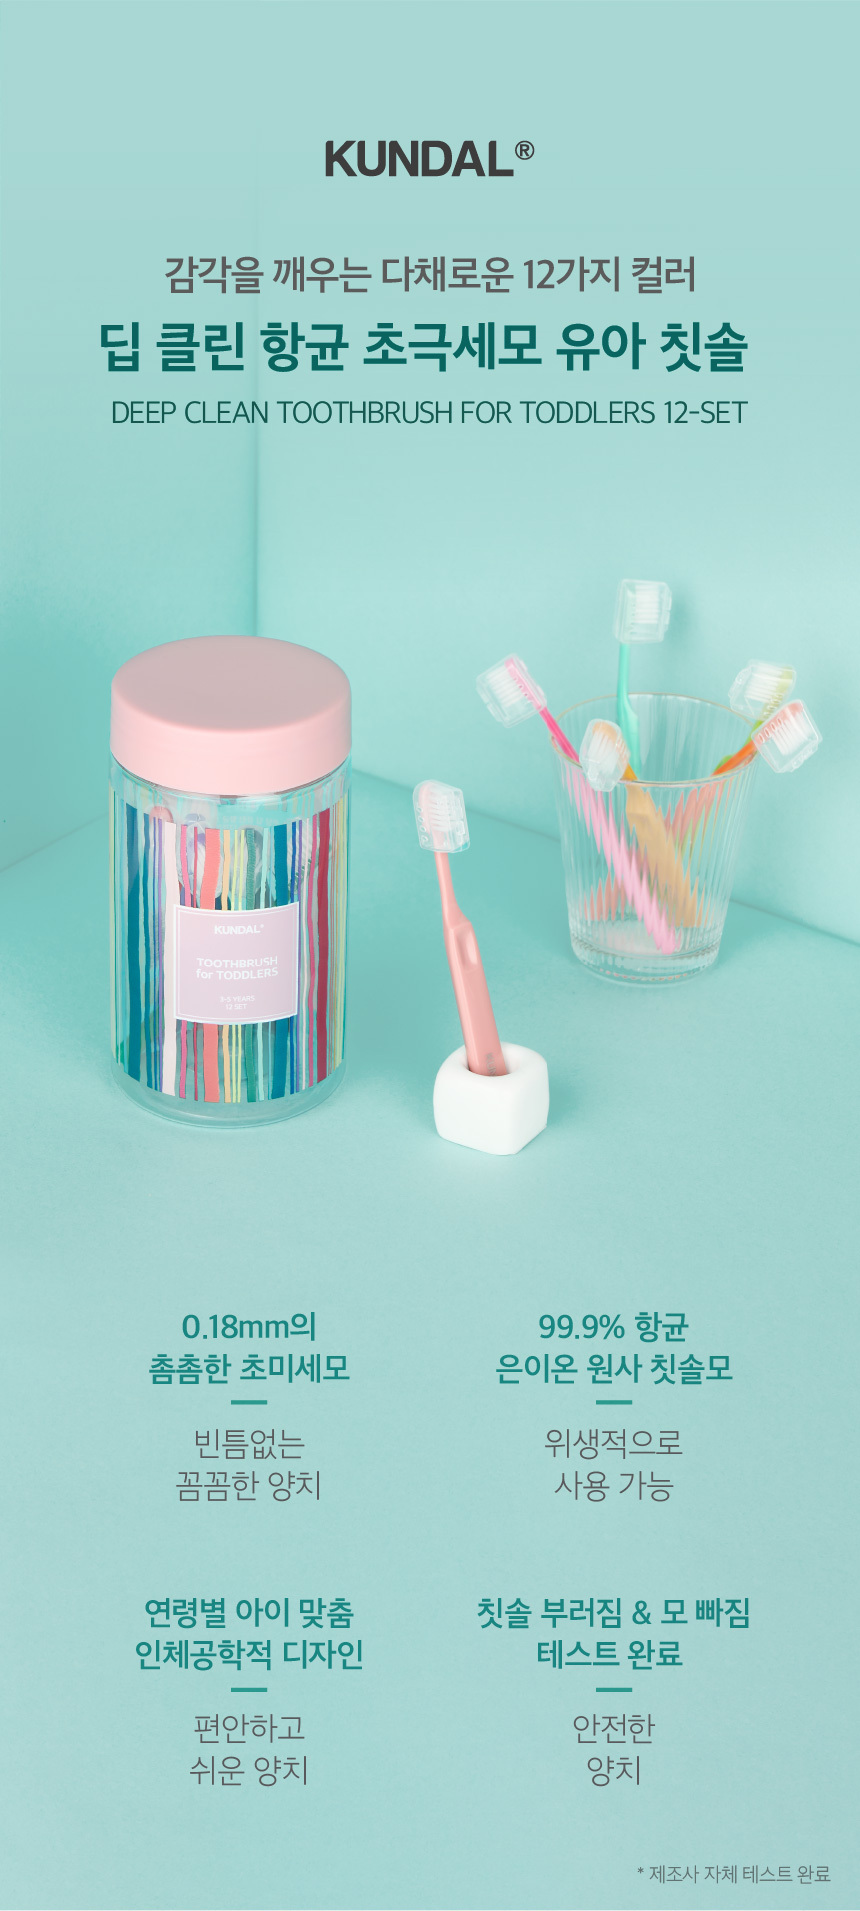 KUNDAL®
감각을 깨우는 다채로운 12가지 컬러
딥 클린 항균 초극세모 유아 칫솔
DEEP CLEAN TOOTHBRUSH FOR TODDLERS 12-SET
KUNDAL®
TOOTHBRUSH
for TODDLERS
3-5 YEARS
12 SET
0.18mm의
촘촘한 초미세모
빈틈없는
꼼꼼한 양치
99.9% 항균
은이온 원사 칫솔모
위생적으로
사용 가능
연령별 아이 맞춤
인체공학적 디자인
편안하고
쉬운 양치
칫솔 부러짐 & 모 빠짐
테스트 완료
안전한
양치
* 제조사 자체 테스트 완료